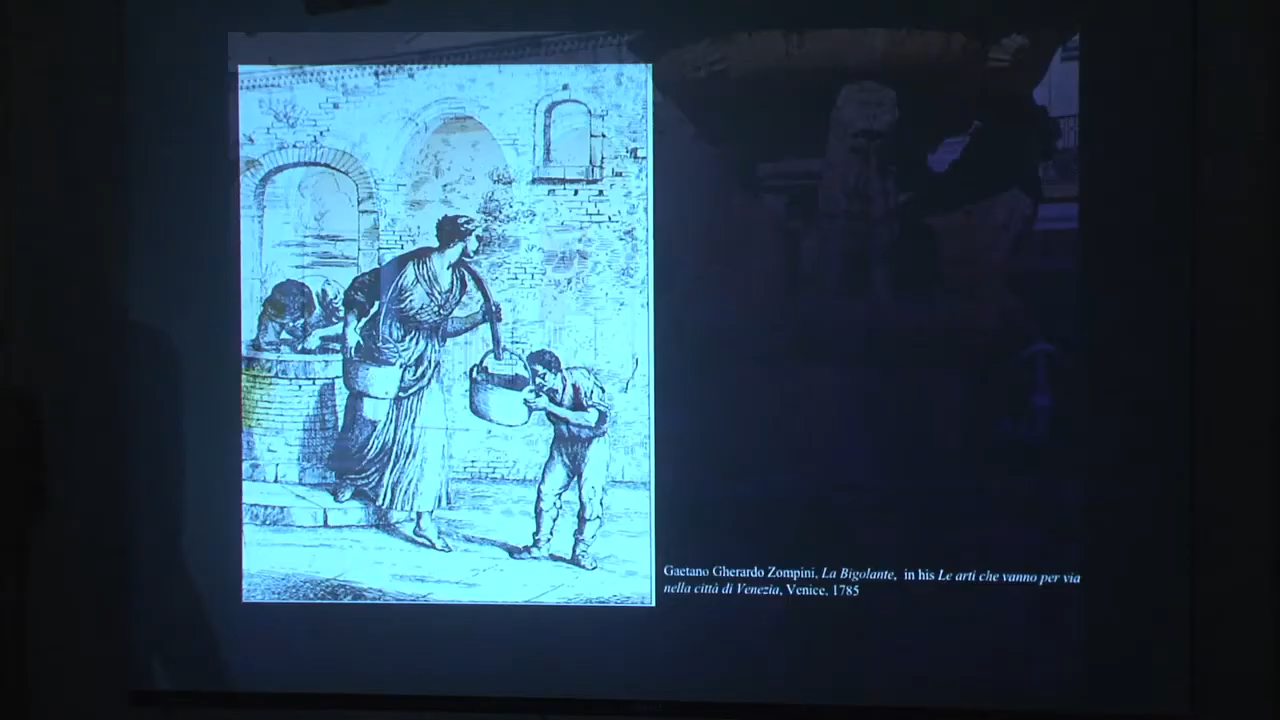 Gaetano Gherardo Zompini, La Bigolante, in his Le arti che vanno per via
nella città di Venezia, Venice, 1785